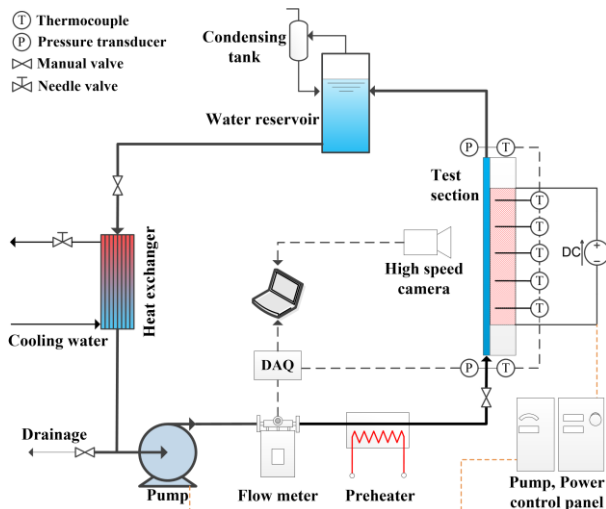 T Thermocouple
P Pressure transducer
Manual valve
Needle valve
Condensing
tank
Water reservoir
P T
Test
section
T
T
T
T
T
DC
High speed
camera
Heat exchanger
Cooling water
DAQ
P T
Drainage
Pump
Flow meter
Preheater
Pump, Power
control panel